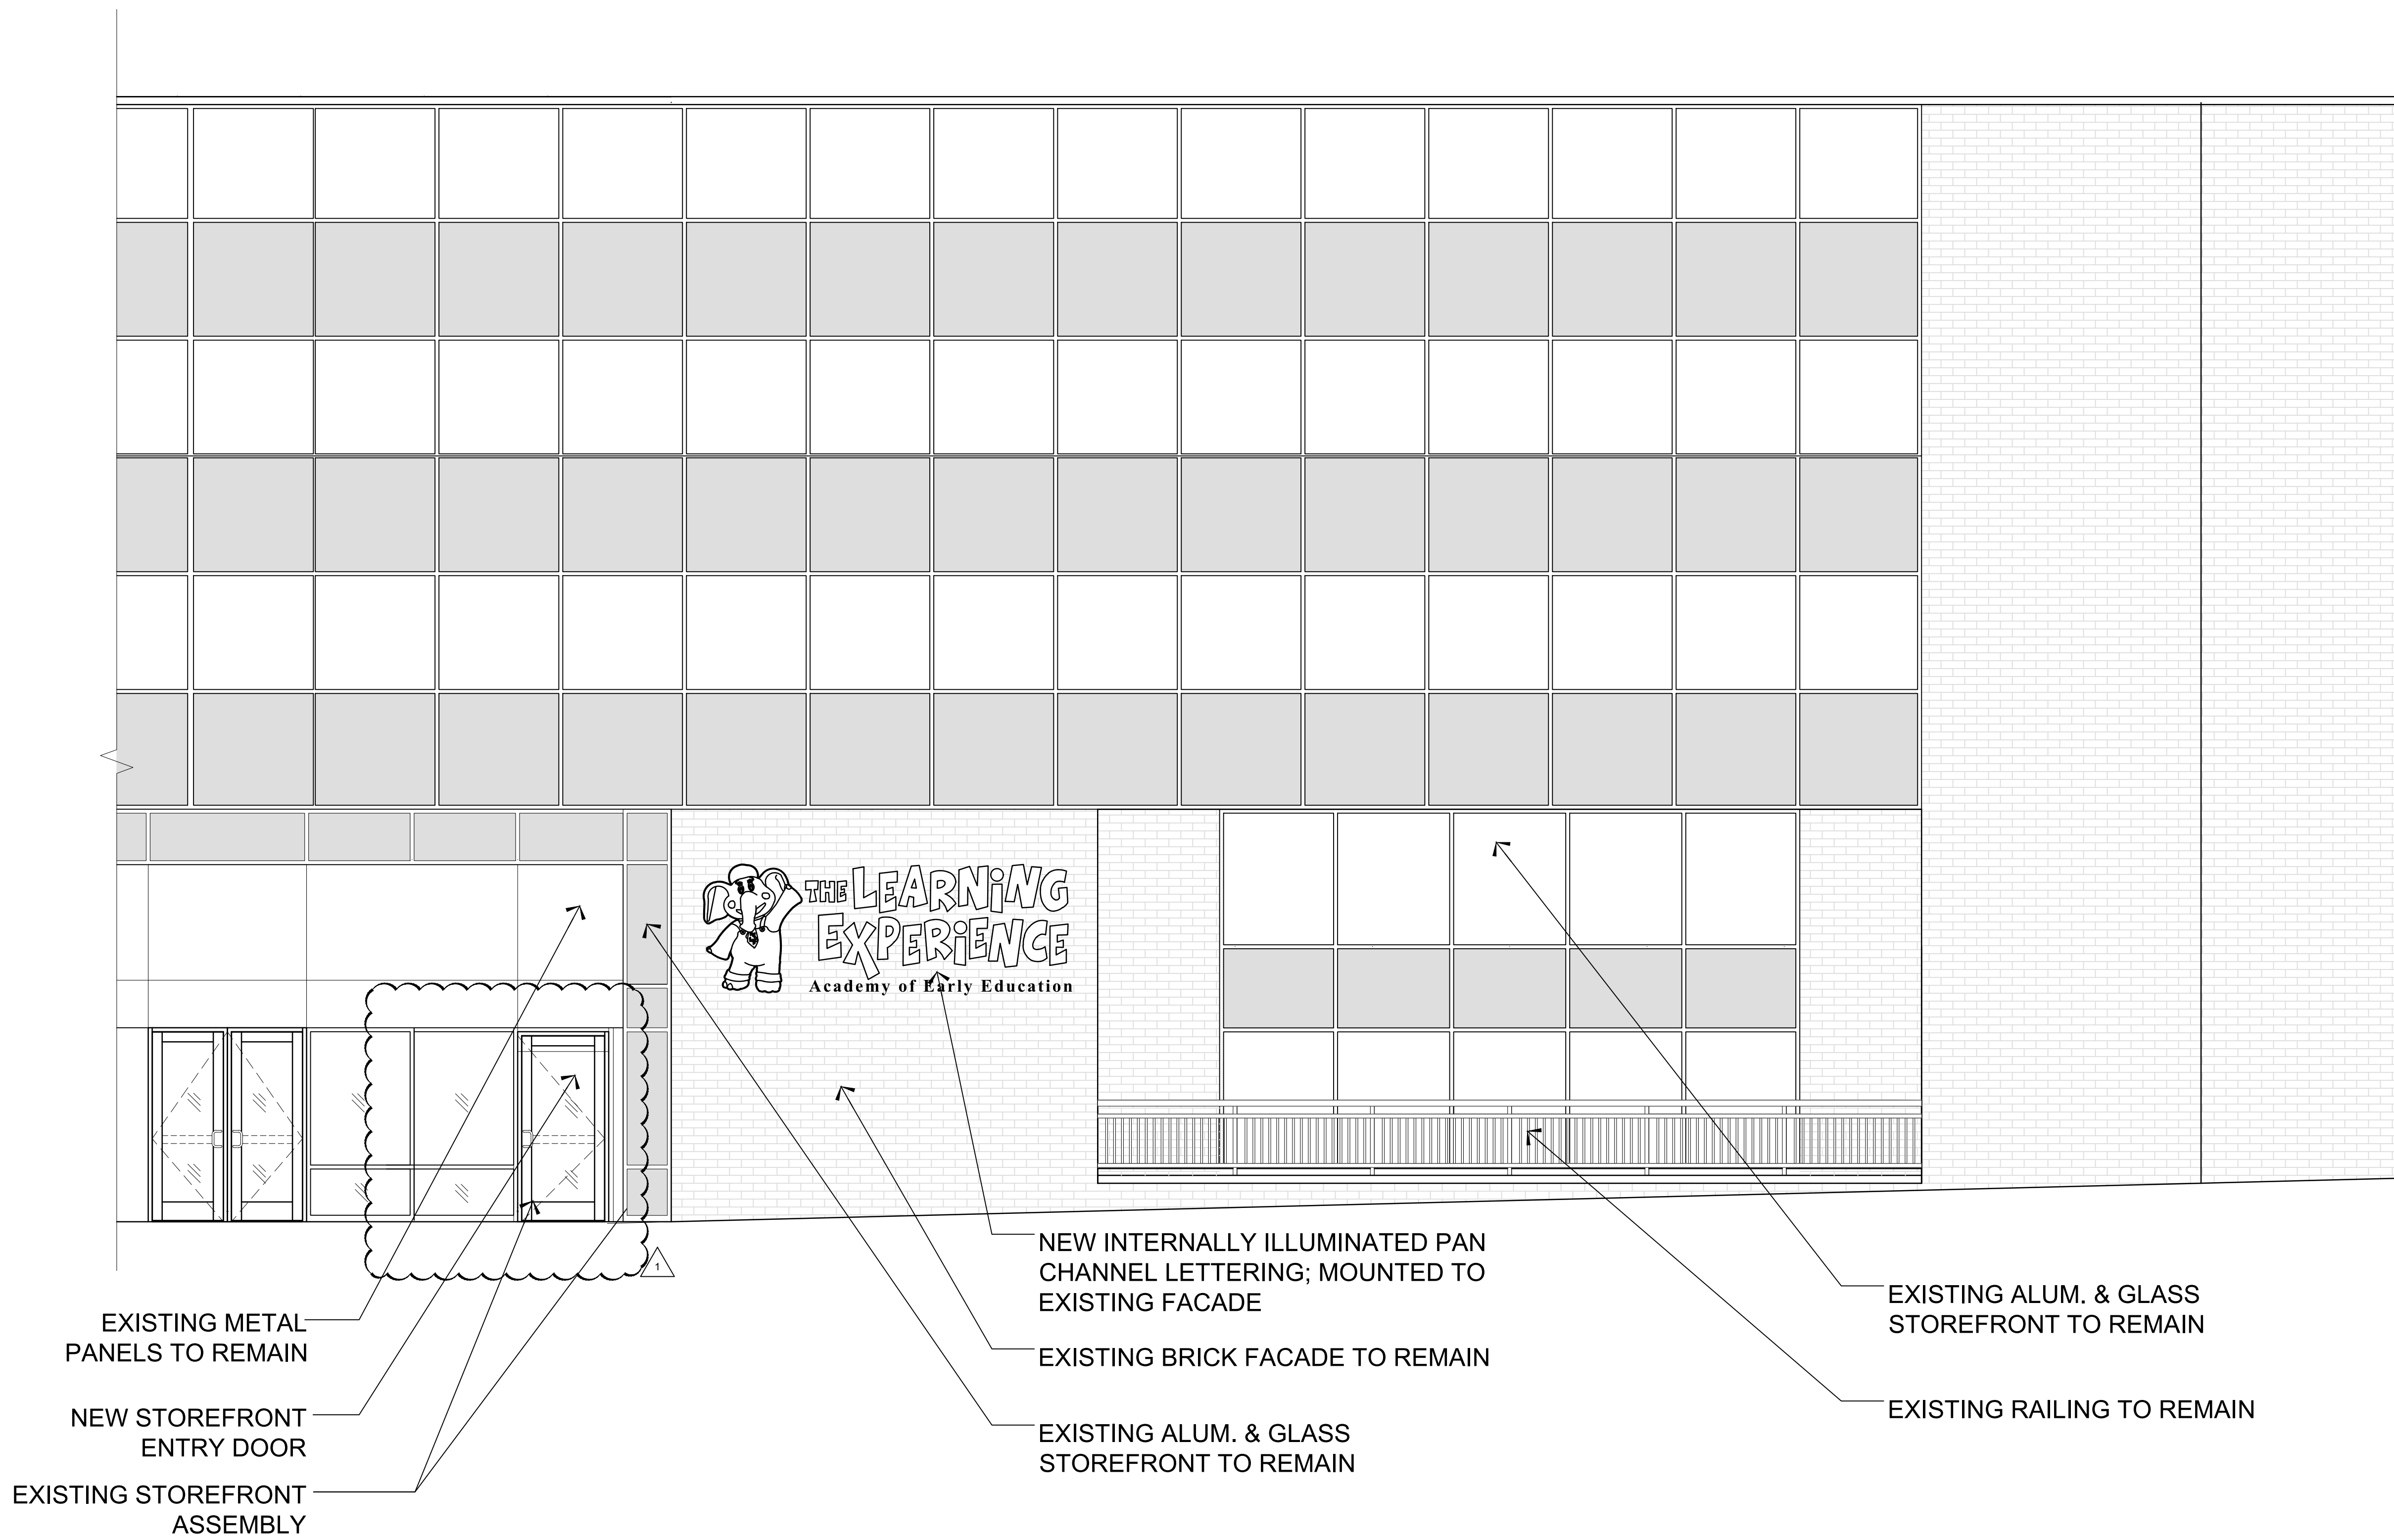 THE LEARNiNG
EXPERiENCE
Academy of Early Education
1
NEW INTERNALLY ILLUMINATED PAN
CHANNEL LETTERING; MOUNTED TO
EXISTING FACADE
EXISTING ALUM. & GLASS
STOREFRONT TO REMAIN
EXISTING METAL
PANELS TO REMAIN
EXISTING BRICK FACADE TO REMAIN
EXISTING RAILING TO REMAIN
NEW STOREFRONT
ENTRY DOOR
EXISTING ALUM. & GLASS
STOREFRONT TO REMAIN
EXISTING STOREFRONT
ASSEMBLY